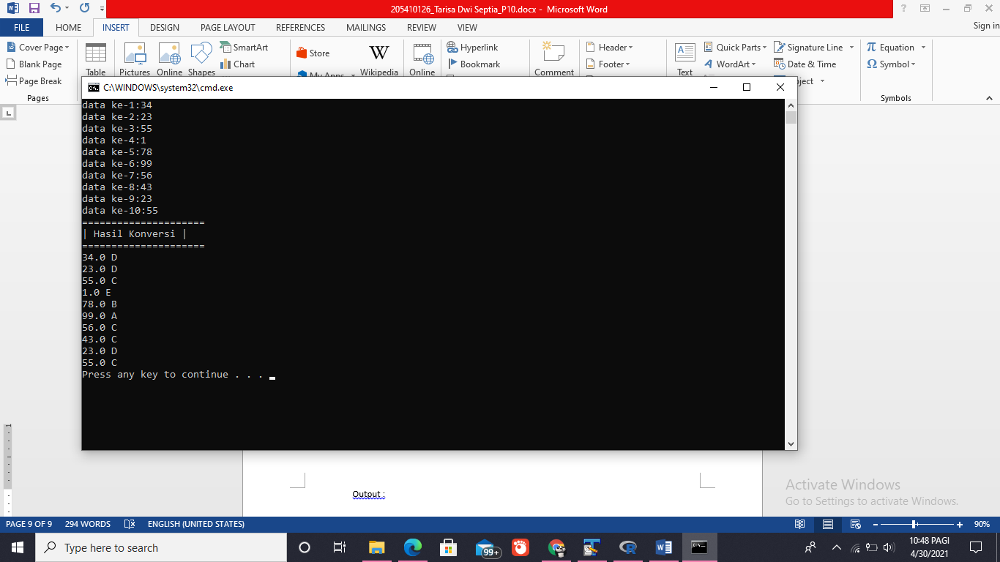 205410126_Tarisa Dwi Septia_P10.docx - Microsoft Word
FILE HOME INSERT DESIGN PAGE LAYOUT REFERENCES MAILINGS REVIEW VIEW Sign in
Cover Page
Blank Page
Page Break
Pages
Table
Pictures Online Shapes
SmartArt
Chart
Store
My Apps
Wikipedia
Online
Hyperlink
Bookmark
Comment
Header
Footer
Text
Quick Parts
WordArt
Signature Line
Date & Time
Equation
Symbol
Symbols
C:\WINDOWS\system32\cmd.exe
data ke-1:34
data ke-2:23
data ke-3:55
data ke-4:1
data ke-5:78
data ke-6:99
data ke-7:56
data ke-8:43
data ke-9:23
data ke-10:55
=====================
| Hasil Konversi |
=====================
34.0 D
23.0 D
55.0 C
1.0 E
78.0 B
99.0 A
56.0 C
43.0 C
23.0 D
55.0 C
Press any key to continue . . .
Output :
Activate Windows
Go to Settings to activate Windows.
PAGE 9 OF 9 294 WORDS ENGLISH (UNITED STATES) 90%
Type here to search
99+
10:48 PAGI
4/30/2021